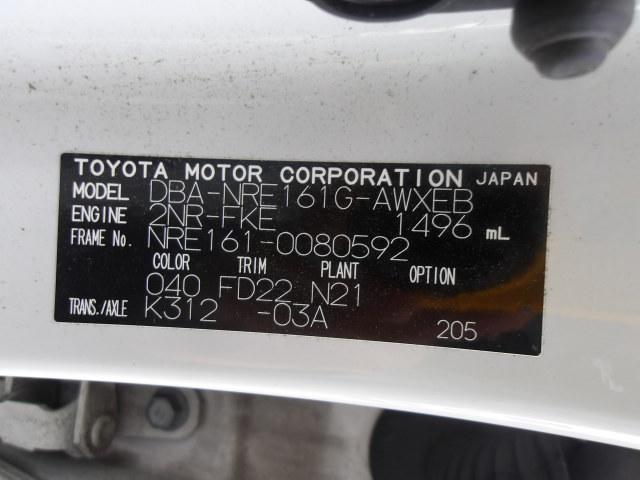 TOYOTA MOTOR CORPORATION JAPAN
MODEL DBA-NRE161G-AWXEB
ENGINE 2NR-FKE 1496 mL
FRAME No. NRE161-0080592
COLOR TRIM PLANT OPTION
040 FD22 N21
TRANS./AXLE K312 -03A
205